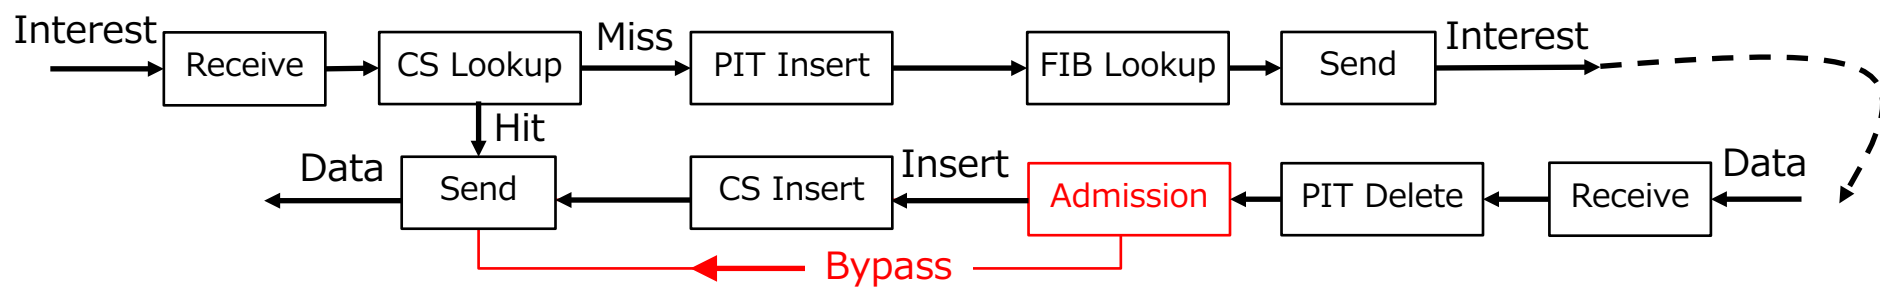 Interest
Receive
CS Lookup
Miss
PIT Insert
FIB Lookup
Send
Interest
Hit
Data
Send
CS Insert
Insert
Admission
PIT Delete
Receive
Data
Bypass